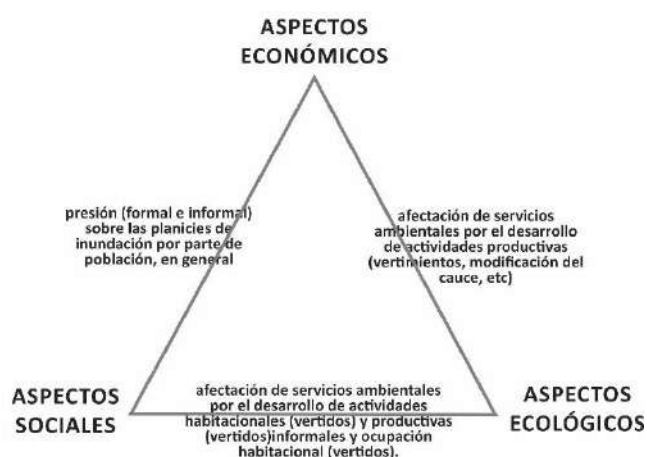 ASPECTOS
ECONÓMICOS
presión (formal e informal)
sobre las planicies de
inundación por parte de
población, en general
afectación de servicios
ambientales por el desarrollo
de actividades productivas
(vertimientos, modificación del
cauce, etc)
ASPECTOS
SOCIALES
afectación de servicios ambientales
por el desarrollo de actividades
habitacionales (vertidos) y productivas
(vertidos)informales y ocupación
habitacional (vertidos).
ASPECTOS
ECOLÓGICOS